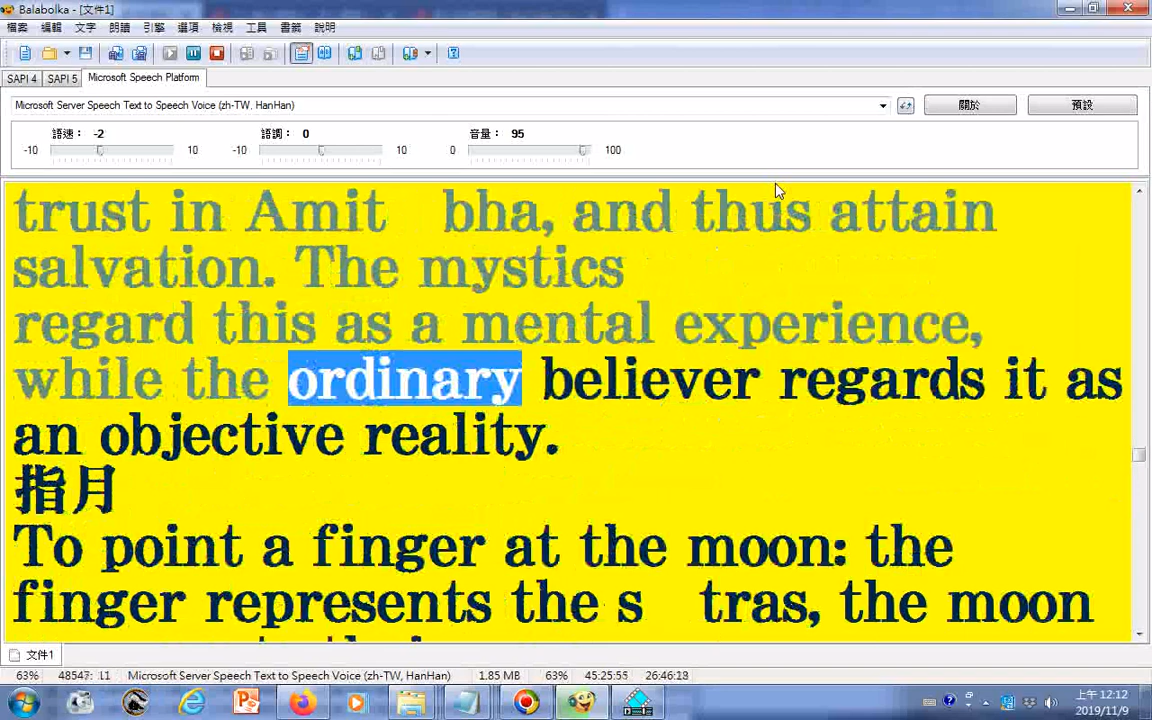 Balabolka - [文件1]
檔案 編輯 文字 朗讀 引擎 選項 檢視 工具 書籤 說明
SAPI 4 SAPI 5 Microsoft Speech Platform
Microsoft Server Speech Text to Speech Voice (zh-TW, HanHan) 關於 預設
語速： -2 語調： 0 音量： 95
-10 10 -10 10 0 100
trust in Amit bha, and thus attain
salvation. The mystics
regard this as a mental experience,
while the ordinary believer regards it as
an objective reality.
指月
To point a finger at the moon: the
finger represents the s tras, the moon
文件1
63% 48547: 11 Microsoft Server Speech Text to Speech Voice (zh-TW, HanHan) 1.85 MB 63% 45:25:55 26:46:13
上午 12:12
2019/11/9